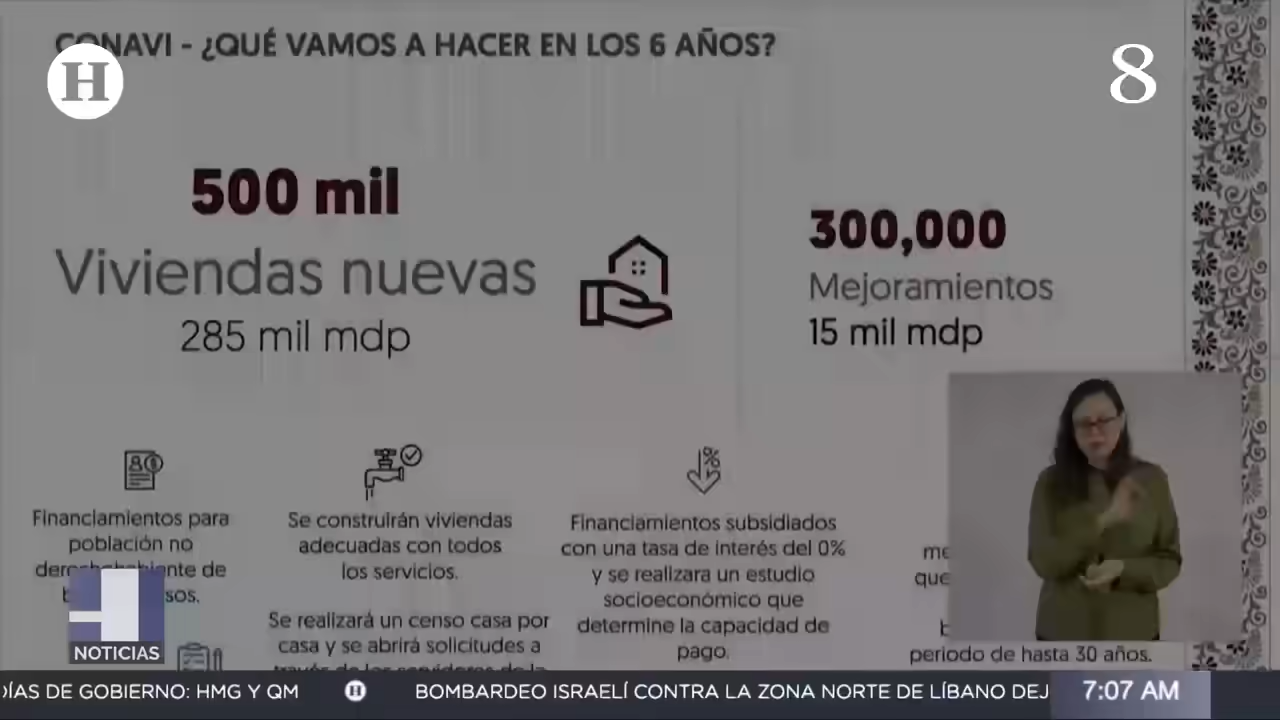 CONAVI - ¿QUÉ VAMOS A HACER EN LOS 6 AÑOS?
H
8
500 mil
Viviendas nuevas
285 mil mdp
300,000
Mejoramientos
15 mil mdp
Financiamientos para
población no
de
Se construirán viviendas
adecuadas con todos
los servicios.
Se realizará un censo casa por
casa y se abrirá solicitudes a
Financiamientos subsidiados
con una tasa de interés del 0%
y se realizara un estudio
socioeconómico que
determine la capacidad de
pago.
periodo de hasta 30 años.
NOTICIAS
DÍAS DE GOBIERNO: HMG Y QM
H
BOMBARDEO ISRAELÍ CONTRA LA ZONA NORTE DE LÍBANO DEJ
7:07 AM